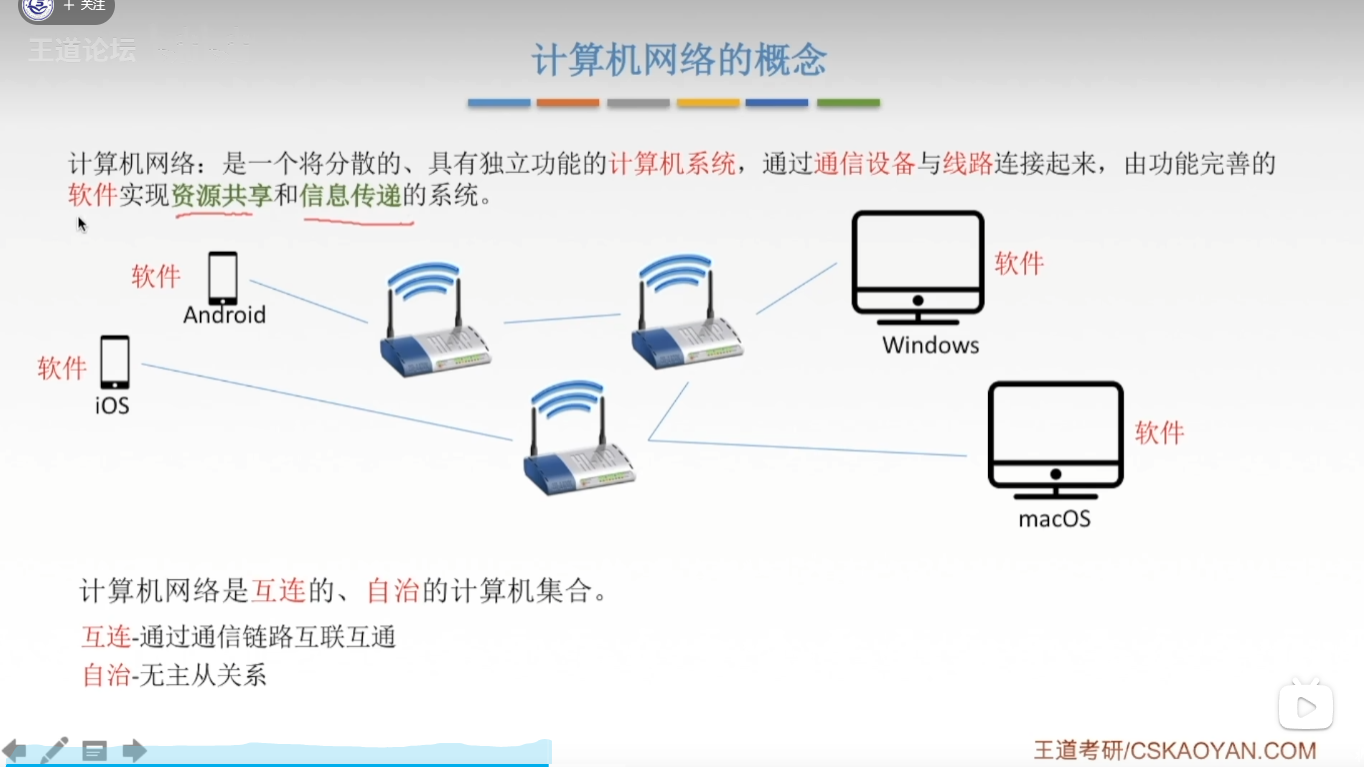 关注
王道论坛
计算机网络的概念
计算机网络：是一个将分散的、具有独立功能的计算机系统，通过通信设备与线路连接起来，由功能完善的
软件实现资源共享和信息传递的系统。
软件
Android
软件
Windows
软件
iOS
软件
macOS
计算机网络是互连的、自治的计算机集合。
互连-通过通信链路互联互通
自治-无主从关系
王道考研/CSKAOYAN.COM